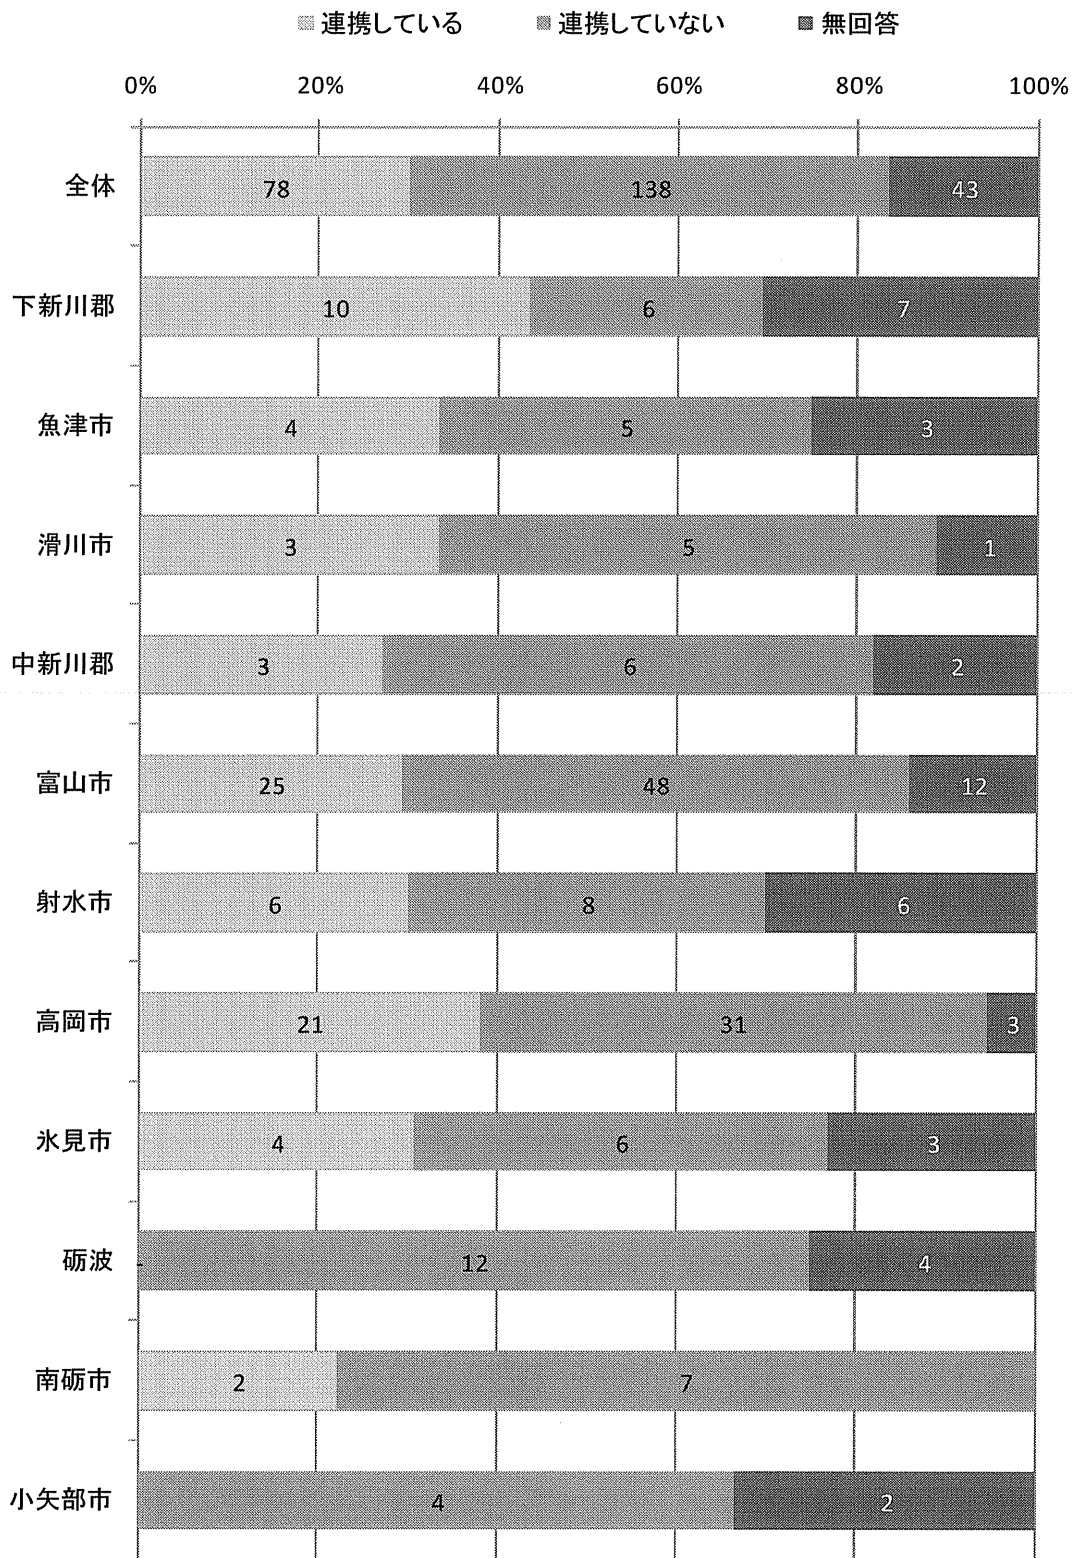 連携している 連携していない 無回答
0% 20% 40% 60% 80% 100%
全体 78 138 43
下新川郡 10 6 7
魚津市 4 5 3
滑川市 3 5 1
中新川郡 3 6 2
富山市 25 48 12
射水市 6 8 6
高岡市 21 31 3
氷見市 4 6 3
砺波 - 12 4
南砺市 2 7
小矢部市 4 2